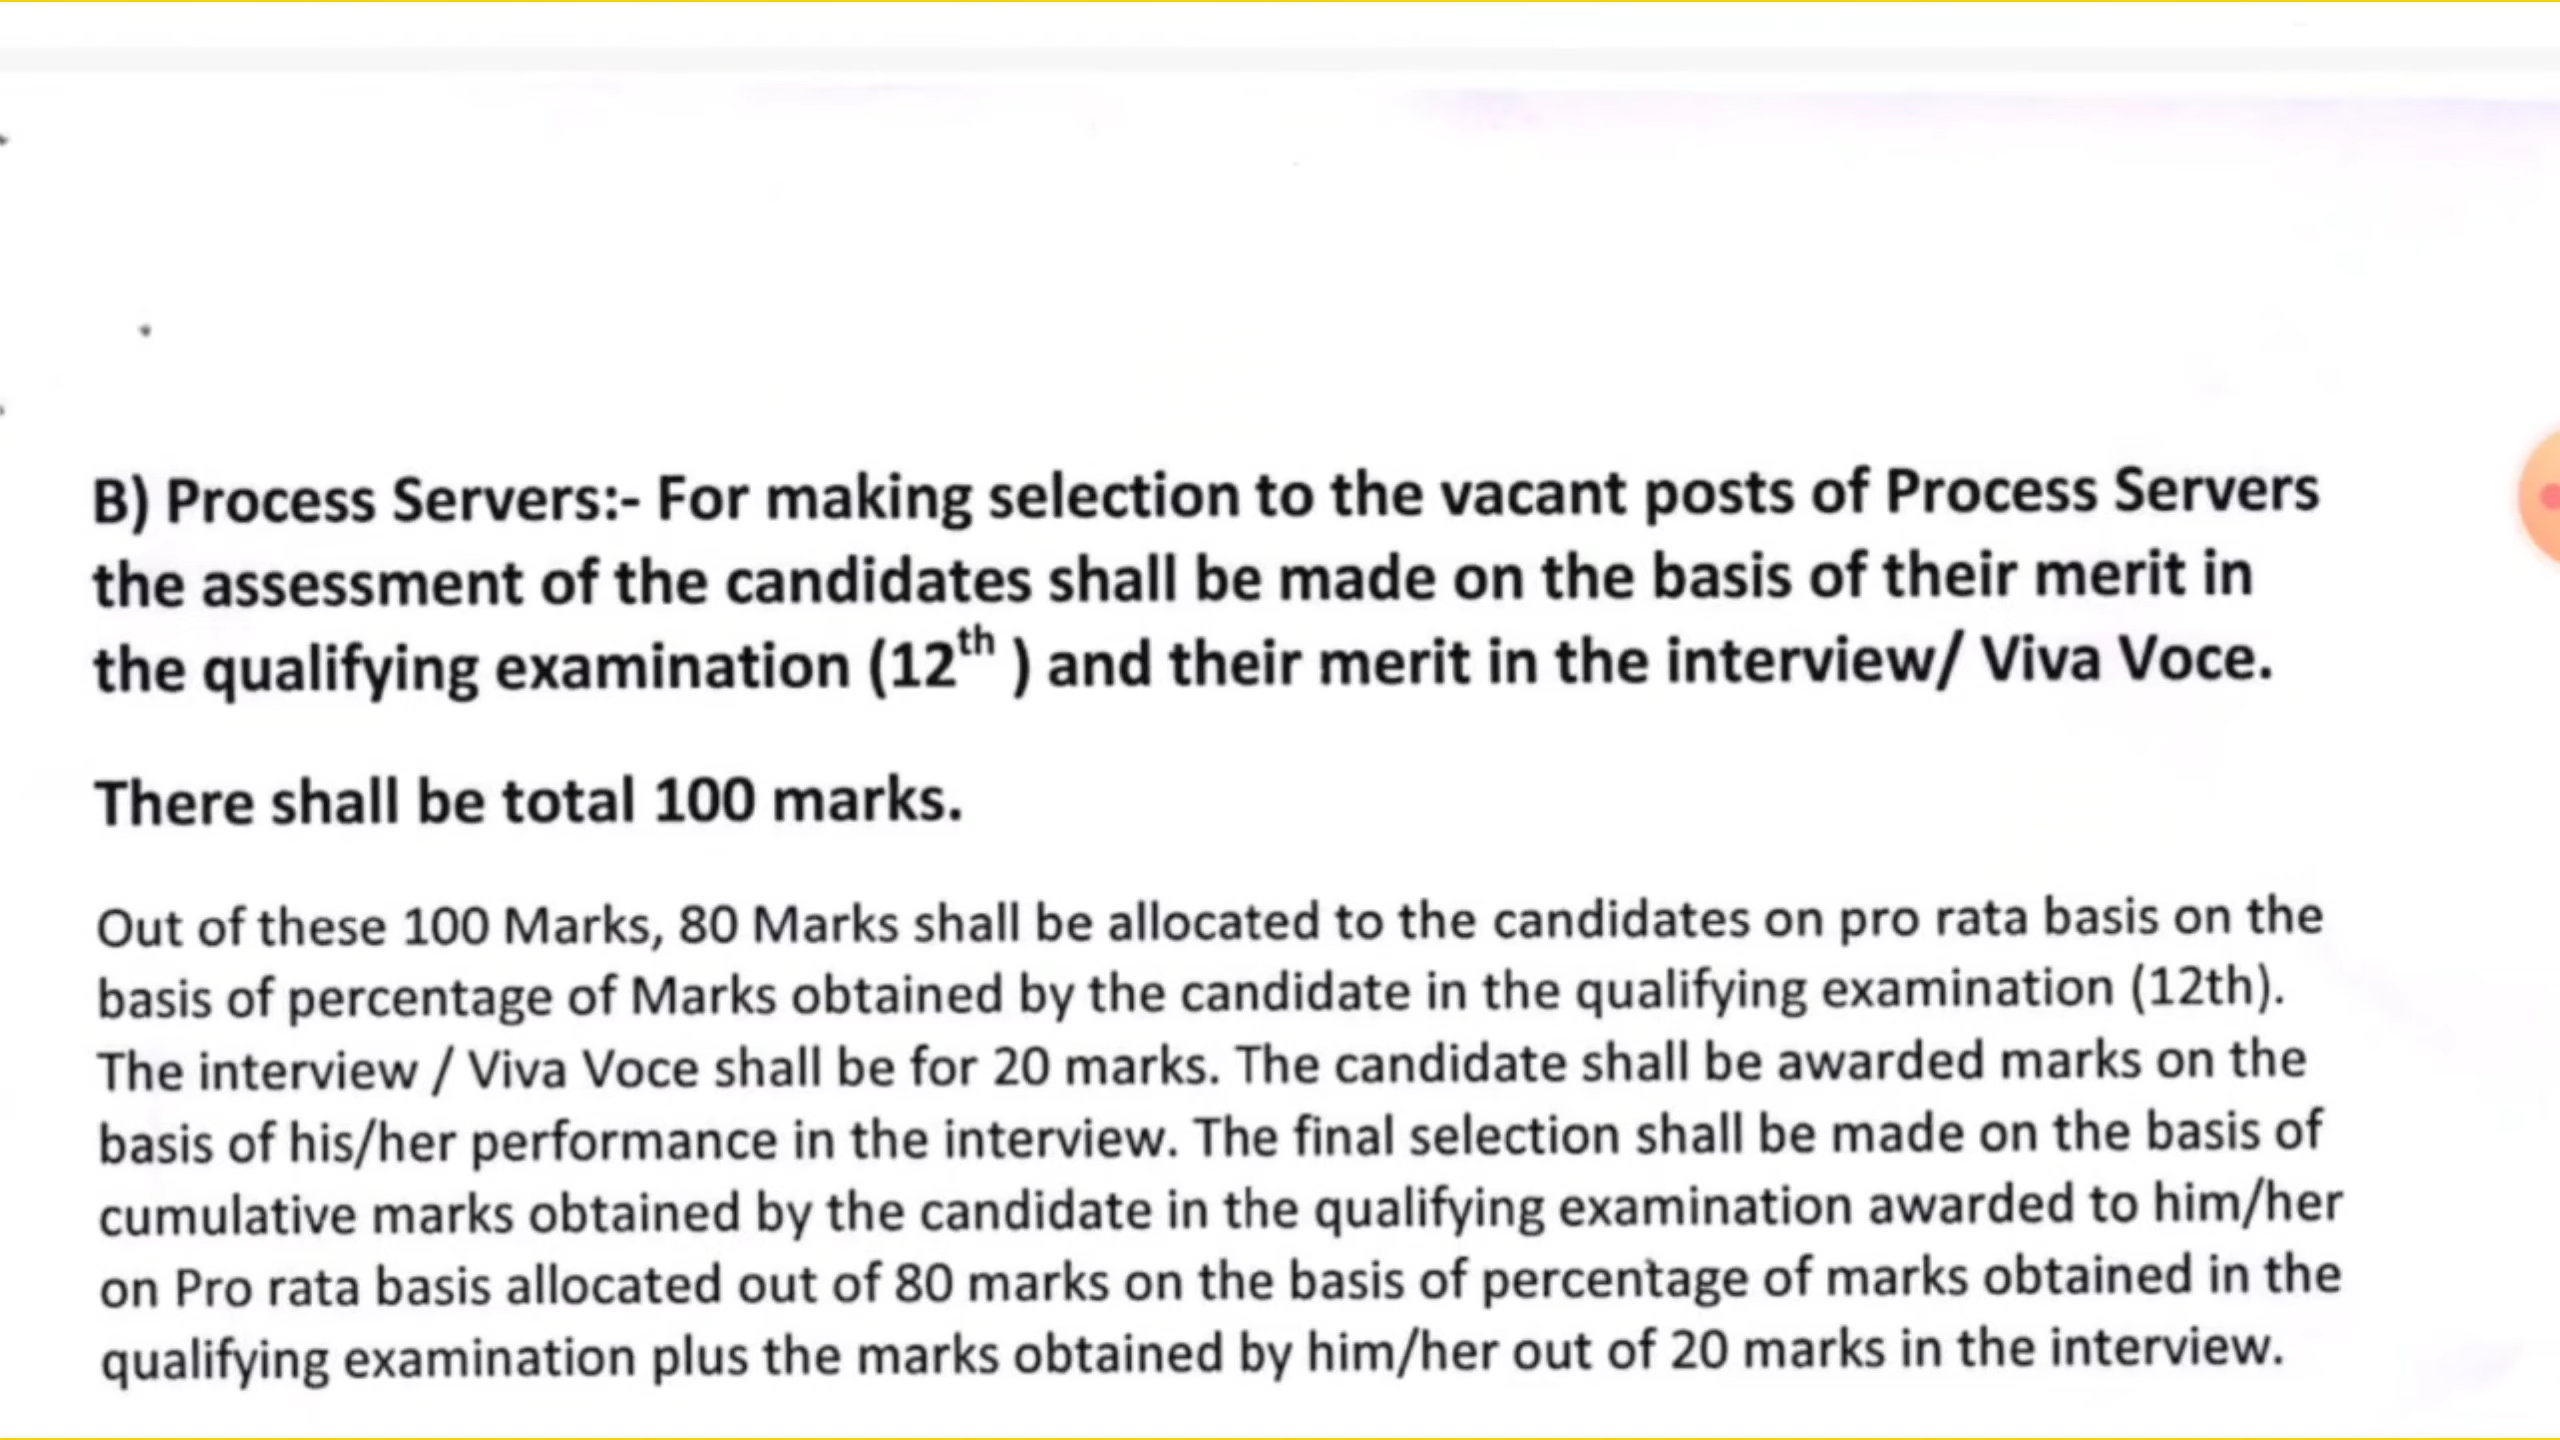 B) Process Servers:- For making selection to the vacant posts of Process Servers
the assessment of the candidates shall be made on the basis of their merit in
the qualifying examination (12th ) and their merit in the interview/ Viva Voce.
There shall be total 100 marks.
Out of these 100 Marks, 80 Marks shall be allocated to the candidates on pro rata basis on the
basis of percentage of Marks obtained by the candidate in the qualifying examination (12th).
The interview / Viva Voce shall be for 20 marks. The candidate shall be awarded marks on the
basis of his/her performance in the interview. The final selection shall be made on the basis of
cumulative marks obtained by the candidate in the qualifying examination awarded to him/her
on Pro rata basis allocated out of 80 marks on the basis of percentage of marks obtained in the
qualifying examination plus the marks obtained by him/her out of 20 marks in the interview.